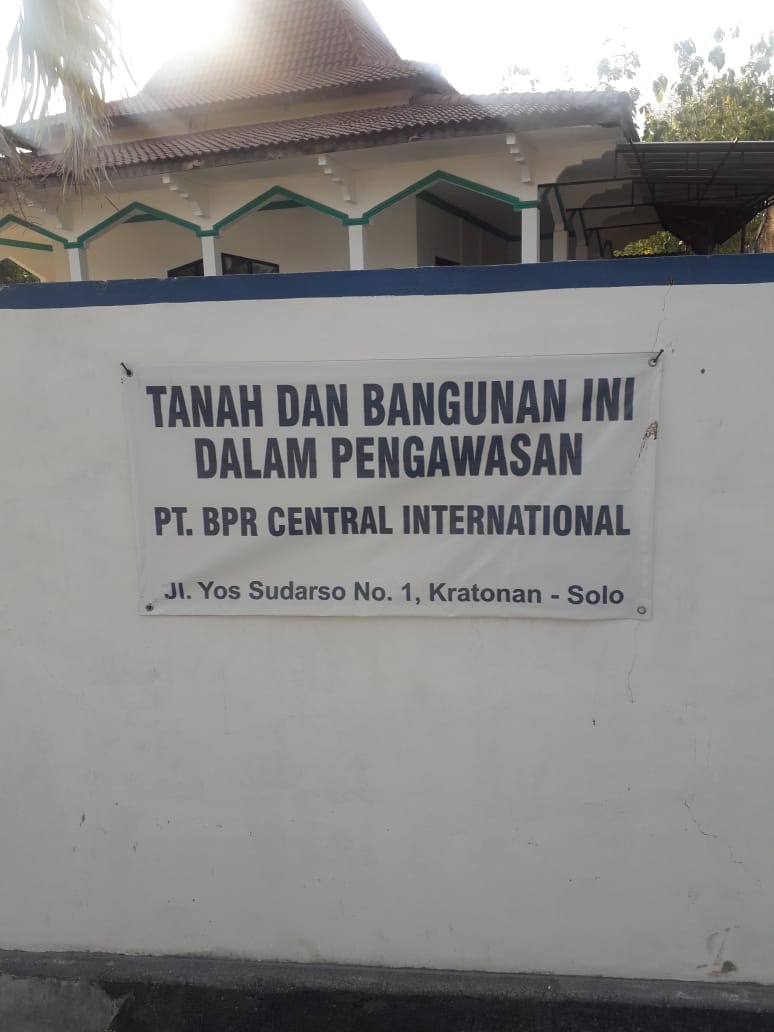 TANAH DAN BANGUNAN INI
DALAM PENGAWASAN
PT. BPR CENTRAL INTERNATIONAL
Jl. Yos Sudarso No. 1, Kratonan - Solo